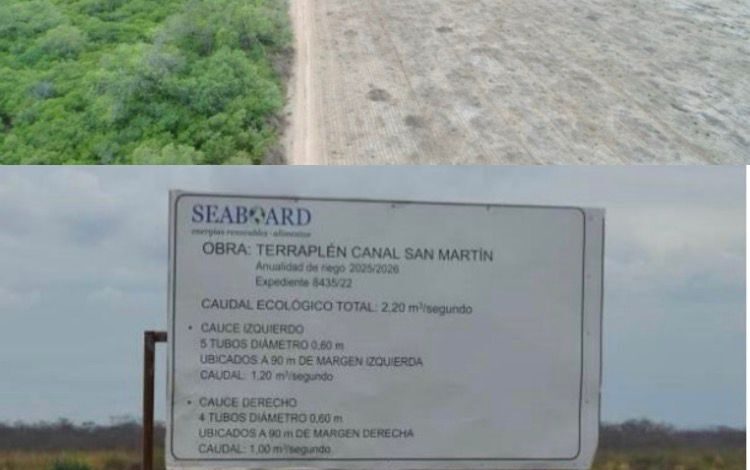 SEABOARD
energías renovables · alimentos
OBRA: TERRAPLÉN CANAL SAN MARTÍN
Anualidad de riego 2025/2026
Expediente 8435/22
CAUDAL ECOLÓGICO TOTAL: 2,20 m³/segundo
• CAUCE IZQUIERDO
5 TUBOS DIÁMETRO 0,60 m
UBICADOS A 90 m DE MARGEN IZQUIERDA
CAUDAL: 1,20 m³/segundo
• CAUCE DERECHO
4 TUBOS DIÁMETRO 0,60 m
UBICADOS A 90 m DE MARGEN DERECHA
CAUDAL: 1,00 m³/segundo